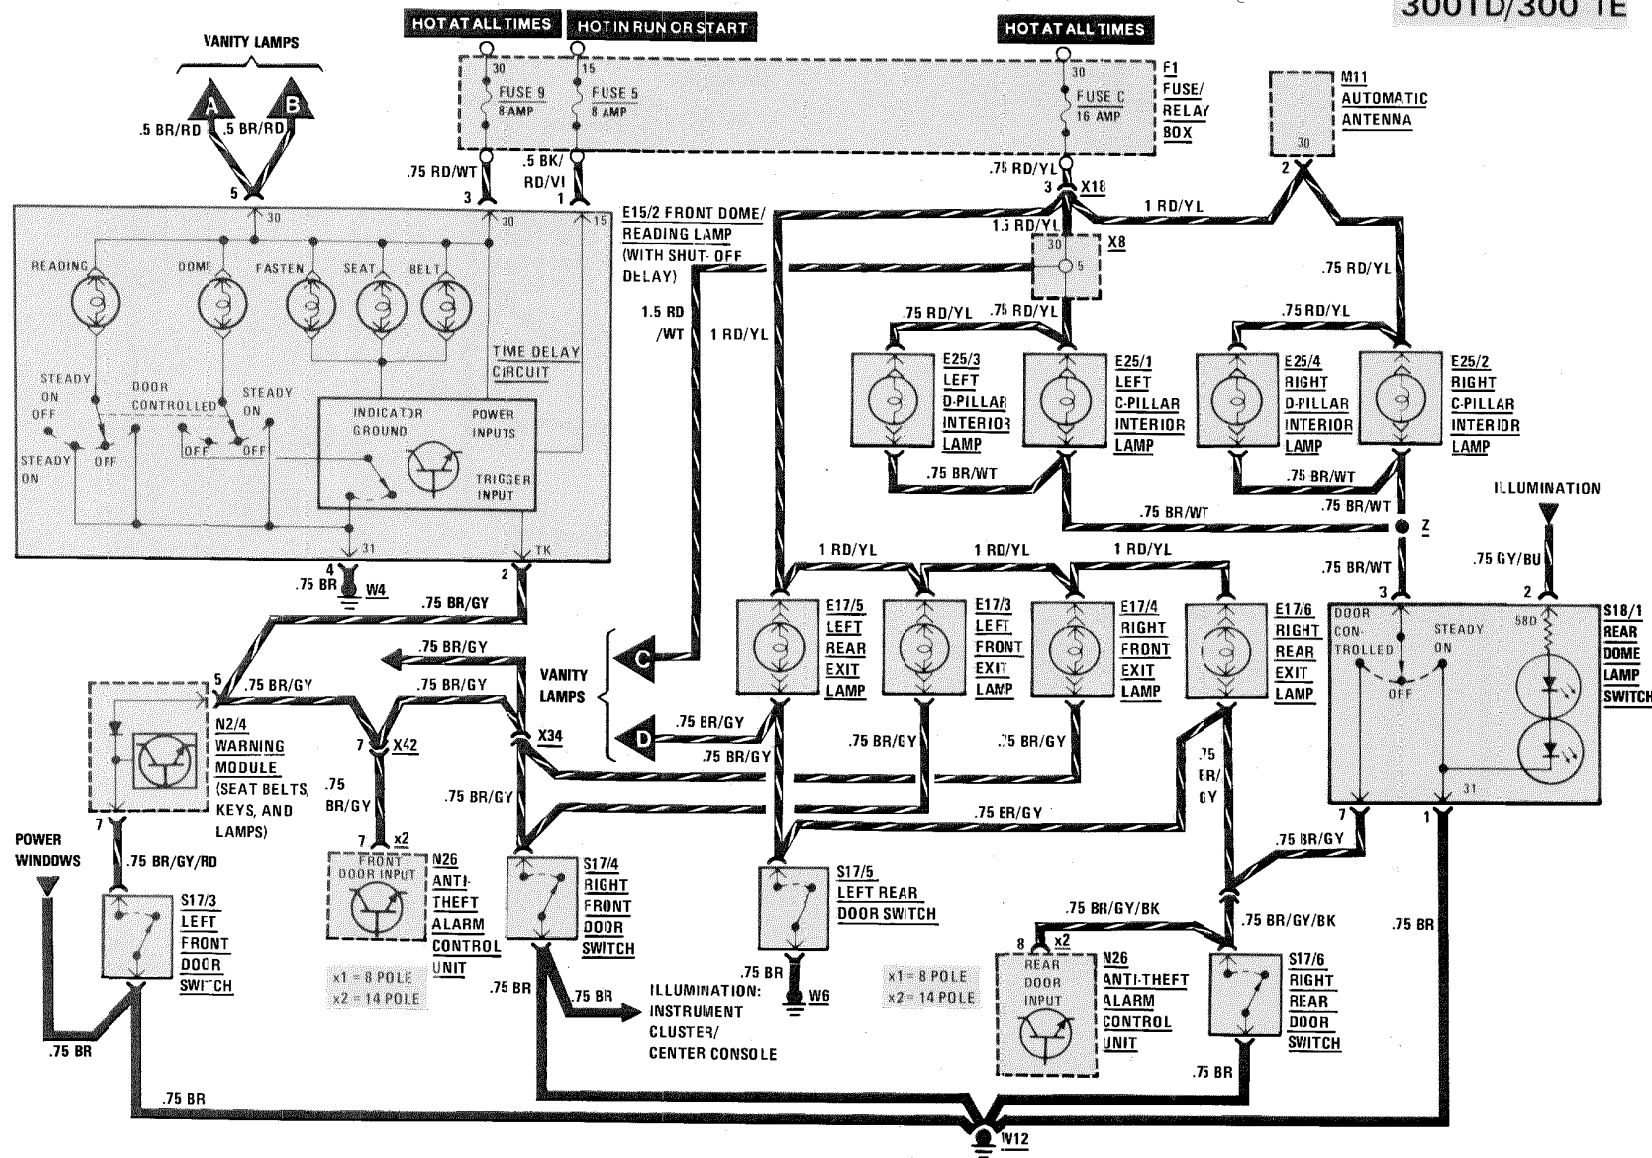 300TD/300 TE
HOT AT ALL TIMES
HOT IN RUN OR START
HOT AT ALL TIMES
VANITY LAMPS
A
B
.5 BR/RD
.5 BR/RD
5
30
FUSE 9
8 AMP
15
FUSE 5
8 AMP
30
FUSE C
16 AMP
F1
FUSE/
RELAY
BOX
M11
AUTOMATIC
ANTENNA
30
2
.75 RD/WT
3
.5 BK/
RD/VI
1
.75 RD/YL
3
X18
1 RD/YL
1.5 RD/YL
30
X8
5
30
30
15
E15/2 FRONT DOME/
READING LAMP
(WITH SHUT-OFF
DELAY)
READING
DOME
FASTEN
SEAT
BELT
1.5 RD
/WT
1 RD/YL
.75 RD/YL
.75 RD/YL
.75 RD/YL
.75 RD/YL
TIME DELAY
CIRCUIT
STEADY
ON
OFF
DOOR
CONTROLLED
STEADY
ON
STEADY
ON
OFF
OFF
OFF
INDICATOR
GROUND
POWER
INPUTS
TRIGGER
INPUT
31
TK
4
.75 BR
W4
2
E25/3
LEFT
D-PILLAR
INTERIOR
LAMP
E25/1
LEFT
C-PILLAR
INTERIOR
LAMP
E25/4
RIGHT
D-PILLAR
INTERIOR
LAMP
E25/2
RIGHT
C-PILLAR
INTERIOR
LAMP
.75 BR/WT
.75 BR/WT
.75 BR/WT
.75 BR/WT
Z
ILLUMINATION
.75 GY/BU
.75 BR/WT
3
2
1 RD/YL
1 RD/YL
1 RD/YL
.75 BR/GY
.75 BR/GY
VANITY
LAMPS
C
D
E17/5
LEFT
REAR
EXIT
LAMP
E17/3
LEFT
FRONT
EXIT
LAMP
E17/4
RIGHT
FRONT
EXIT
LAMP
E17/6
RIGHT
REAR
EXIT
LAMP
DOOR
CON-
TROLLED
58D
STEADY
ON
OFF
31
S18/1
REAR
DOME
LAMP
SWITCH
5
.75 BR/GY
.75 BR/GY
N2/4
WARNING
MODULE
(SEAT BELTS,
KEYS, AND
LAMPS)
7
X42
X34
.75 BR/GY
.75 BR/GY
.75 BR/GY
.75 BR/GY
.75
BR/
GY
.75
BR/GY
.75 BR/GY
.75 BR/GY
7
1
.75 BR/GY
7
POWER
WINDOWS
.75 BR/GY/RD
7
x2
FRONT
DOOR INPUT
N26
ANTI-
THEFT
ALARM
CONTROL
UNIT
S17/4
RIGHT
FRONT
DOOR
SWITCH
S17/5
LEFT REAR
DOOR SWITCH
S17/3
LEFT
FRONT
DOOR
SWITCH
x1 = 8 POLE
x2 = 14 POLE
.75 BR/GY/BK
.75 BR/GY/BK
.75 BR
8
x2
REAR
DOOR
INPUT
N26
ANTI-THEFT
ALARM
CONTROL
UNIT
S17/6
RIGHT
REAR
DOOR
SWITCH
x1 = 8 POLE
x2 = 14 POLE
.75 BR
W6
.75 BR
.75 BR
ILLUMINATION:
INSTRUMENT
CLUSTER/
CENTER CONSOLE
.75 BR
.75 BR
.75 BR
W12